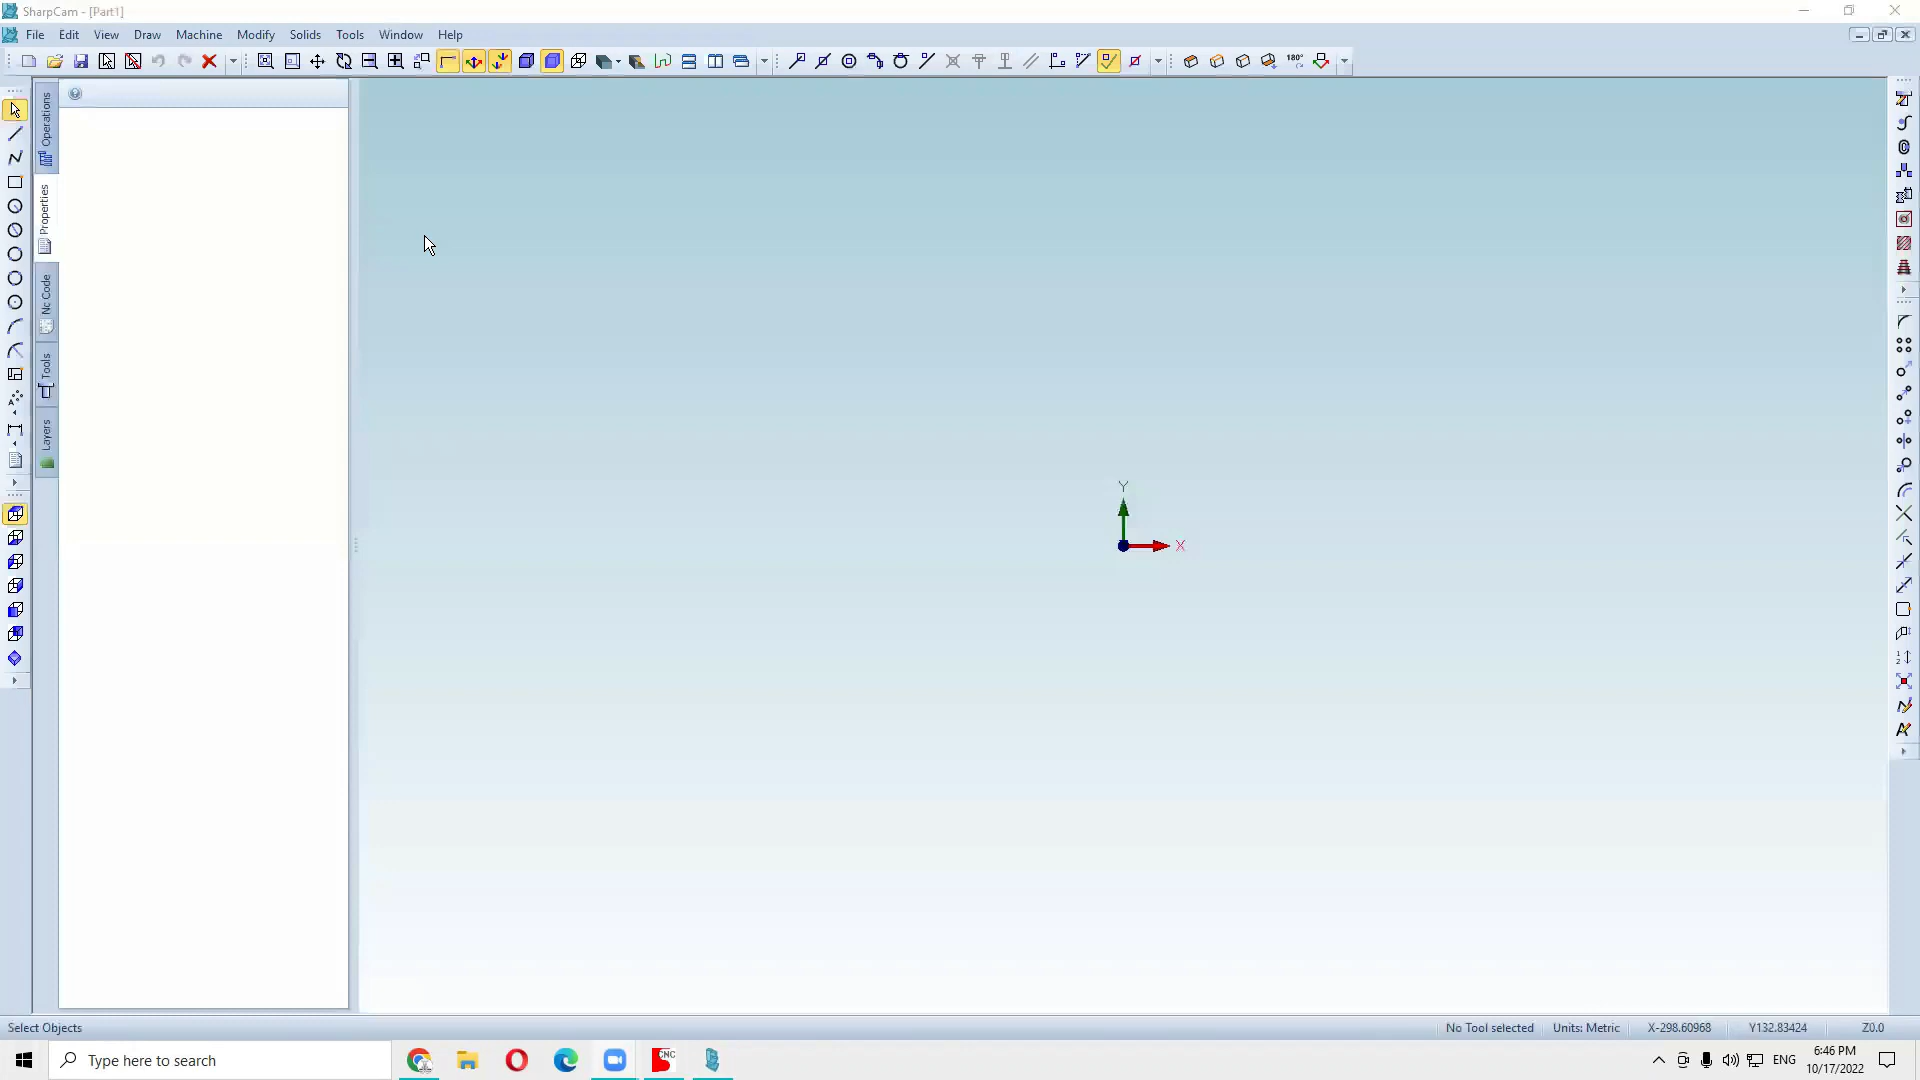 SharpCam - [Part1]
File Edit View Draw Machine Modify Solids Tools Window Help
180°
Operations
Properties
Nc Code
Tools
Layers
Y
X
Select Objects
No Tool selected Units: Metric X-298.60968 Y132.83424 Z0.0
Type here to search
CNC
ENG
6:46 PM
10/17/2022